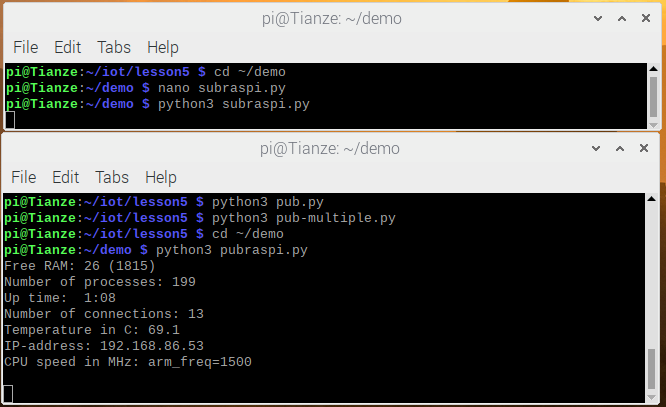 pi@Tianze: ~/demo
File Edit Tabs Help
pi@Tianze:~/iot/lesson5 $ cd ~/demo
pi@Tianze:~/demo $ nano subraspi.py
pi@Tianze:~/demo $ python3 subraspi.py
pi@Tianze: ~/demo
File Edit Tabs Help
pi@Tianze:~/iot/lesson5 $ python3 pub.py
pi@Tianze:~/iot/lesson5 $ python3 pub-multiple.py
pi@Tianze:~/iot/lesson5 $ cd ~/demo
pi@Tianze:~/demo $ python3 pubraspi.py
Free RAM: 26 (1815)
Number of processes: 199
Up time:  1:08
Number of connections: 13
Temperature in C: 69.1
IP-address: 192.168.86.53
CPU speed in MHz: arm_freq=1500